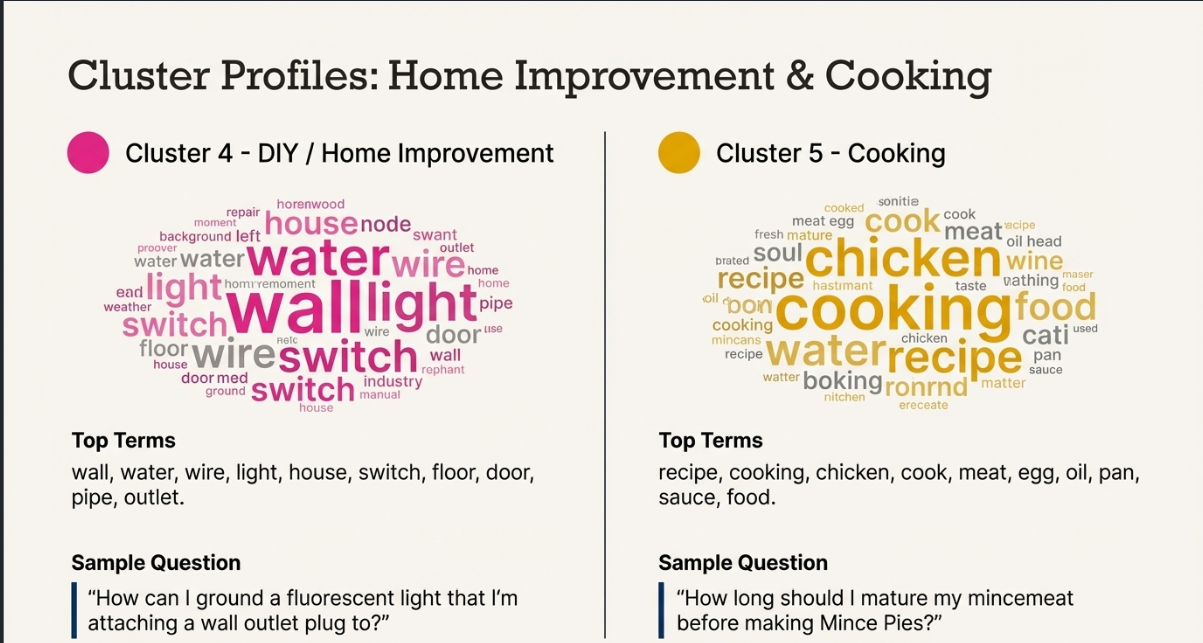 Cluster Profiles: Home Improvement & Cooking
Cluster 4 - DIY / Home Improvement
horenwood
repair
moment
house node
background left
swant
proover
outlet
water water water wire home
home
light homrremoment
ead
weather
wall light pipe
switch wire door use
floor wire switch wall
house
rephant
door med
ground switch industry
manual
house
Top Terms
wall, water, wire, light, house, switch, floor, door,
pipe, outlet.
Sample Question
“How can I ground a fluorescent light that I’m
attaching a wall outlet plug to?”
Cluster 5 - Cooking
cooked
meat egg cook cook
recipe
fresh mature meat oil head
brated soul chicken wine
recipe hastimant taste
maser
food
oil
cooking cooking food
cati used
mincans chicken
recipe water recipe pan
sauce
watter boking ronrnd matter
nitchen
ereceate
Top Terms
recipe, cooking, chicken, cook, meat, egg, oil, pan,
sauce, food.
Sample Question
“How long should I mature my mincemeat
before making Mince Pies?”